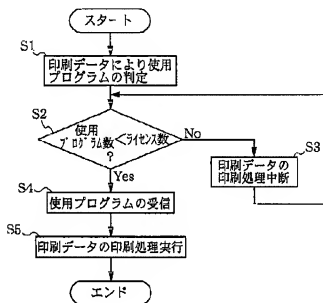 スタート
S1
印刷データにより使用
プログラムの判定
S2
使用
プログラム数<ライセンス数
?
No
S3
印刷データの
印刷処理中断
Yes
S4
使用プログラムの受信
S5
印刷データの印刷処理実行
エンド